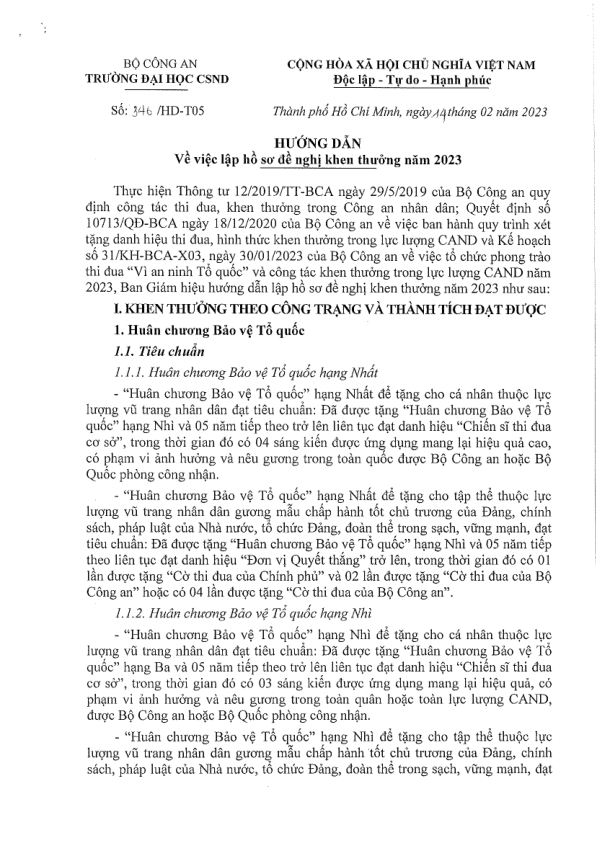 BỘ CÔNG AN
TRƯỜNG ĐẠI HỌC CSND
CỘNG HÒA XÃ HỘI CHỦ NGHĨA VIỆT NAM
Độc lập - Tự do - Hạnh phúc
Số: 346 /HD-T05
Thành phố Hồ Chí Minh, ngày 14 tháng 02 năm 2023
HƯỚNG DẪN
Về việc lập hồ sơ đề nghị khen thưởng năm 2023
Thực hiện Thông tư 12/2019/TT-BCA ngày 29/5/2019 của Bộ Công an quy
định công tác thi đua, khen thưởng trong Công an nhân dân; Quyết định số
10713/QĐ-BCA ngày 18/12/2020 của Bộ Công an về việc ban hành quy trình xét
tặng danh hiệu thi đua, hình thức khen thưởng trong lực lượng CAND và Kế hoạch
số 31/KH-BCA-X03, ngày 30/01/2023 của Bộ Công an về việc tổ chức phong trào
thi đua “Vì an ninh Tổ quốc” và công tác khen thưởng trong lực lượng CAND năm
2023, Ban Giám hiệu hướng dẫn lập hồ sơ đề nghị khen thưởng năm 2023 như sau:
I. KHEN THƯỞNG THEO CÔNG TRẠNG VÀ THÀNH TÍCH ĐẠT ĐƯỢC
1. Huân chương Bảo vệ Tổ quốc
1.1. Tiêu chuẩn
1.1.1. Huân chương Bảo vệ Tổ quốc hạng Nhất
- “Huân chương Bảo vệ Tổ quốc” hạng Nhất để tặng cho cá nhân thuộc lực
lượng vũ trang nhân dân đạt tiêu chuẩn: Đã được tặng “Huân chương Bảo vệ Tổ
quốc” hạng Nhì và 05 năm tiếp theo trở lên liên tục đạt danh hiệu “Chiến sĩ thi đua
cơ sở”, trong thời gian đó có 04 sáng kiến được ứng dụng mang lại hiệu quả cao,
có phạm vi ảnh hưởng và nêu gương trong toàn quốc được Bộ Công an hoặc Bộ
Quốc phòng công nhận.
- “Huân chương Bảo vệ Tổ quốc” hạng Nhất để tặng cho tập thể thuộc lực
lượng vũ trang nhân dân gương mẫu chấp hành tốt chủ trương của Đảng, chính
sách, pháp luật của Nhà nước, tổ chức Đảng, đoàn thể trong sạch, vững mạnh, đạt
tiêu chuẩn: Đã được tặng “Huân chương Bảo vệ Tổ quốc” hạng Nhì và 05 năm tiếp
theo liên tục đạt danh hiệu “Đơn vị Quyết thắng” trở lên, trong thời gian đó có 01
lần được tặng “Cờ thi đua của Chính phủ” và 02 lần được tặng “Cờ thi đua của Bộ
Công an” hoặc có 04 lần được tặng “Cờ thi đua của Bộ Công an”.
1.1.2. Huân chương Bảo vệ Tổ quốc hạng Nhì
- “Huân chương Bảo vệ Tổ quốc” hạng Nhì để tặng cho cá nhân thuộc lực
lượng vũ trang nhân dân đạt tiêu chuẩn: Đã được tặng “Huân chương Bảo vệ Tổ
quốc” hạng Ba và 05 năm tiếp theo trở lên liên tục đạt danh hiệu “Chiến sĩ thi đua
cơ sở”, trong thời gian đó có 03 sáng kiến được ứng dụng mang lại hiệu quả, có
phạm vi ảnh hưởng và nêu gương trong toàn quân hoặc toàn lực lượng CAND,
được Bộ Công an hoặc Bộ Quốc phòng công nhận.
- “Huân chương Bảo vệ Tổ quốc” hạng Nhì để tặng cho tập thể thuộc lực
lượng vũ trang nhân dân gương mẫu chấp hành tốt chủ trương của Đảng, chính
sách, pháp luật của Nhà nước, tổ chức Đảng, đoàn thể trong sạch, vững mạnh, đạt